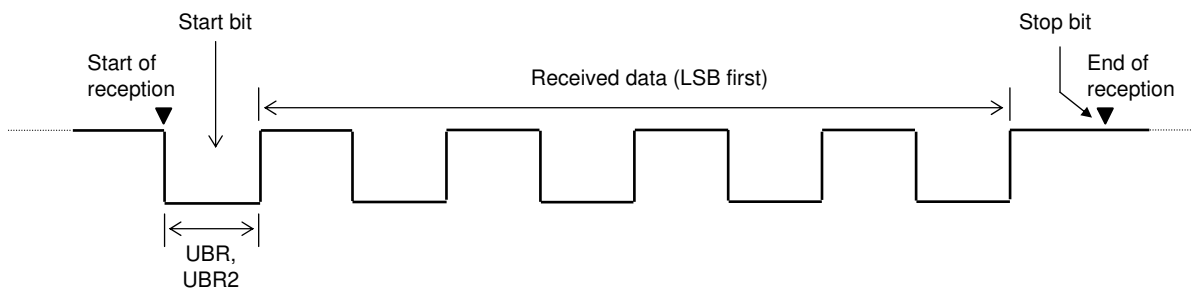 Start bit
Stop bit
Start of
reception
Received data (LSB first)
End of
reception
UBR,
UBR2